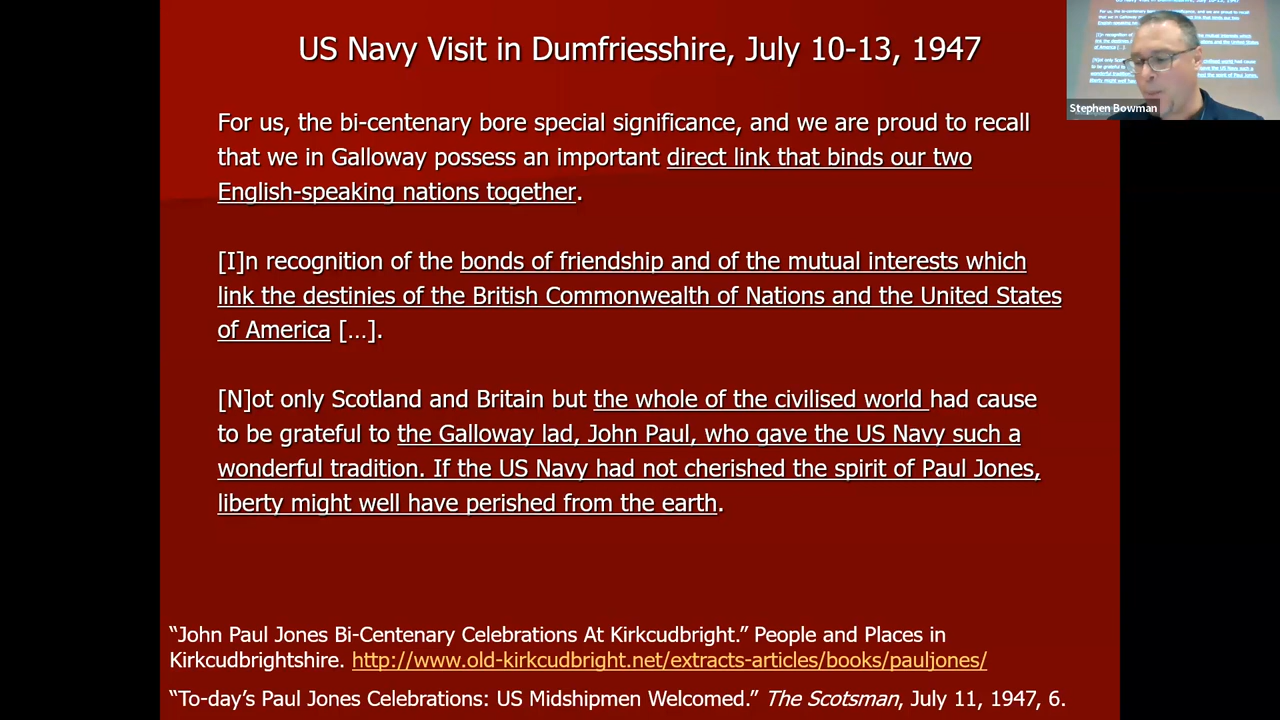 US Navy Visit in Dumfriesshire, July 10-13, 1947
For us, the bi-centenary bore special significance, and we are proud to recall
that we in Galloway possess an important direct link that binds our two
English-speaking nations together.
[I]n recognition of the bonds of friendship and of the mutual interests which
link the destinies of the British Commonwealth of Nations and the United States
of America […].
[N]ot only Scotland and Britain but the whole of the civilised world had cause
to be grateful to the Galloway lad, John Paul, who gave the US Navy such a
wonderful tradition. If the US Navy had not cherished the spirit of Paul Jones,
liberty might well have perished from the earth.
“John Paul Jones Bi-Centenary Celebrations At Kirkcudbright.” People and Places in
Kirkcudbrightshire. http://www.old-kirkcudbright.net/extracts-articles/books/pauljones/
“To-day’s Paul Jones Celebrations: US Midshipmen Welcomed.” The Scotsman, July 11, 1947, 6.
Stephen Bowman